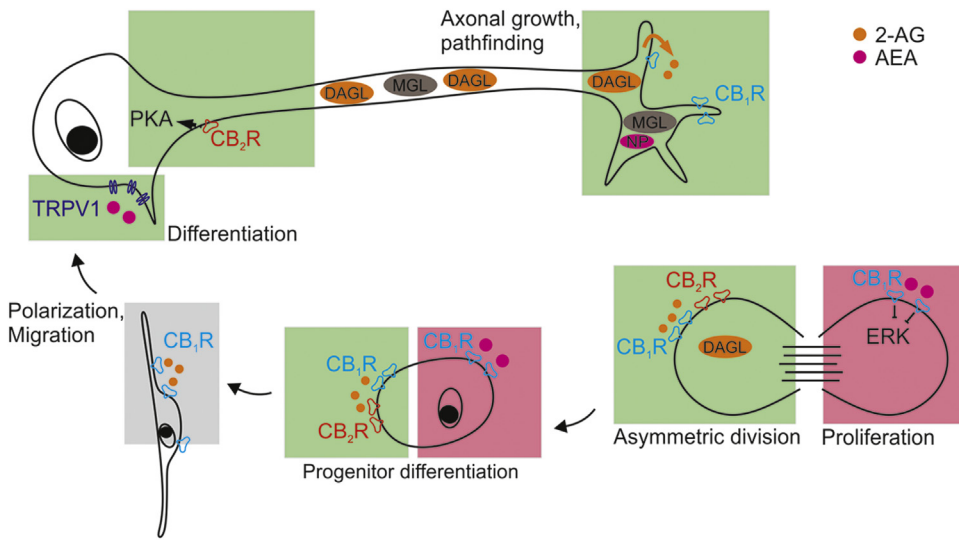 Axonal growth,
pathfinding
2-AG
AEA
DAGL
MGL
DAGL
DAGL
CB₁R
MGL
NP
PKA
CB₂R
TRPV1
Differentiation
Polarization,
Migration
CB₁R
CB₁R
CB₁R
CB₂R
Progenitor differentiation
CB₂R
CB₁R
DAGL
Asymmetric division
CB₁R
ERK
Proliferation